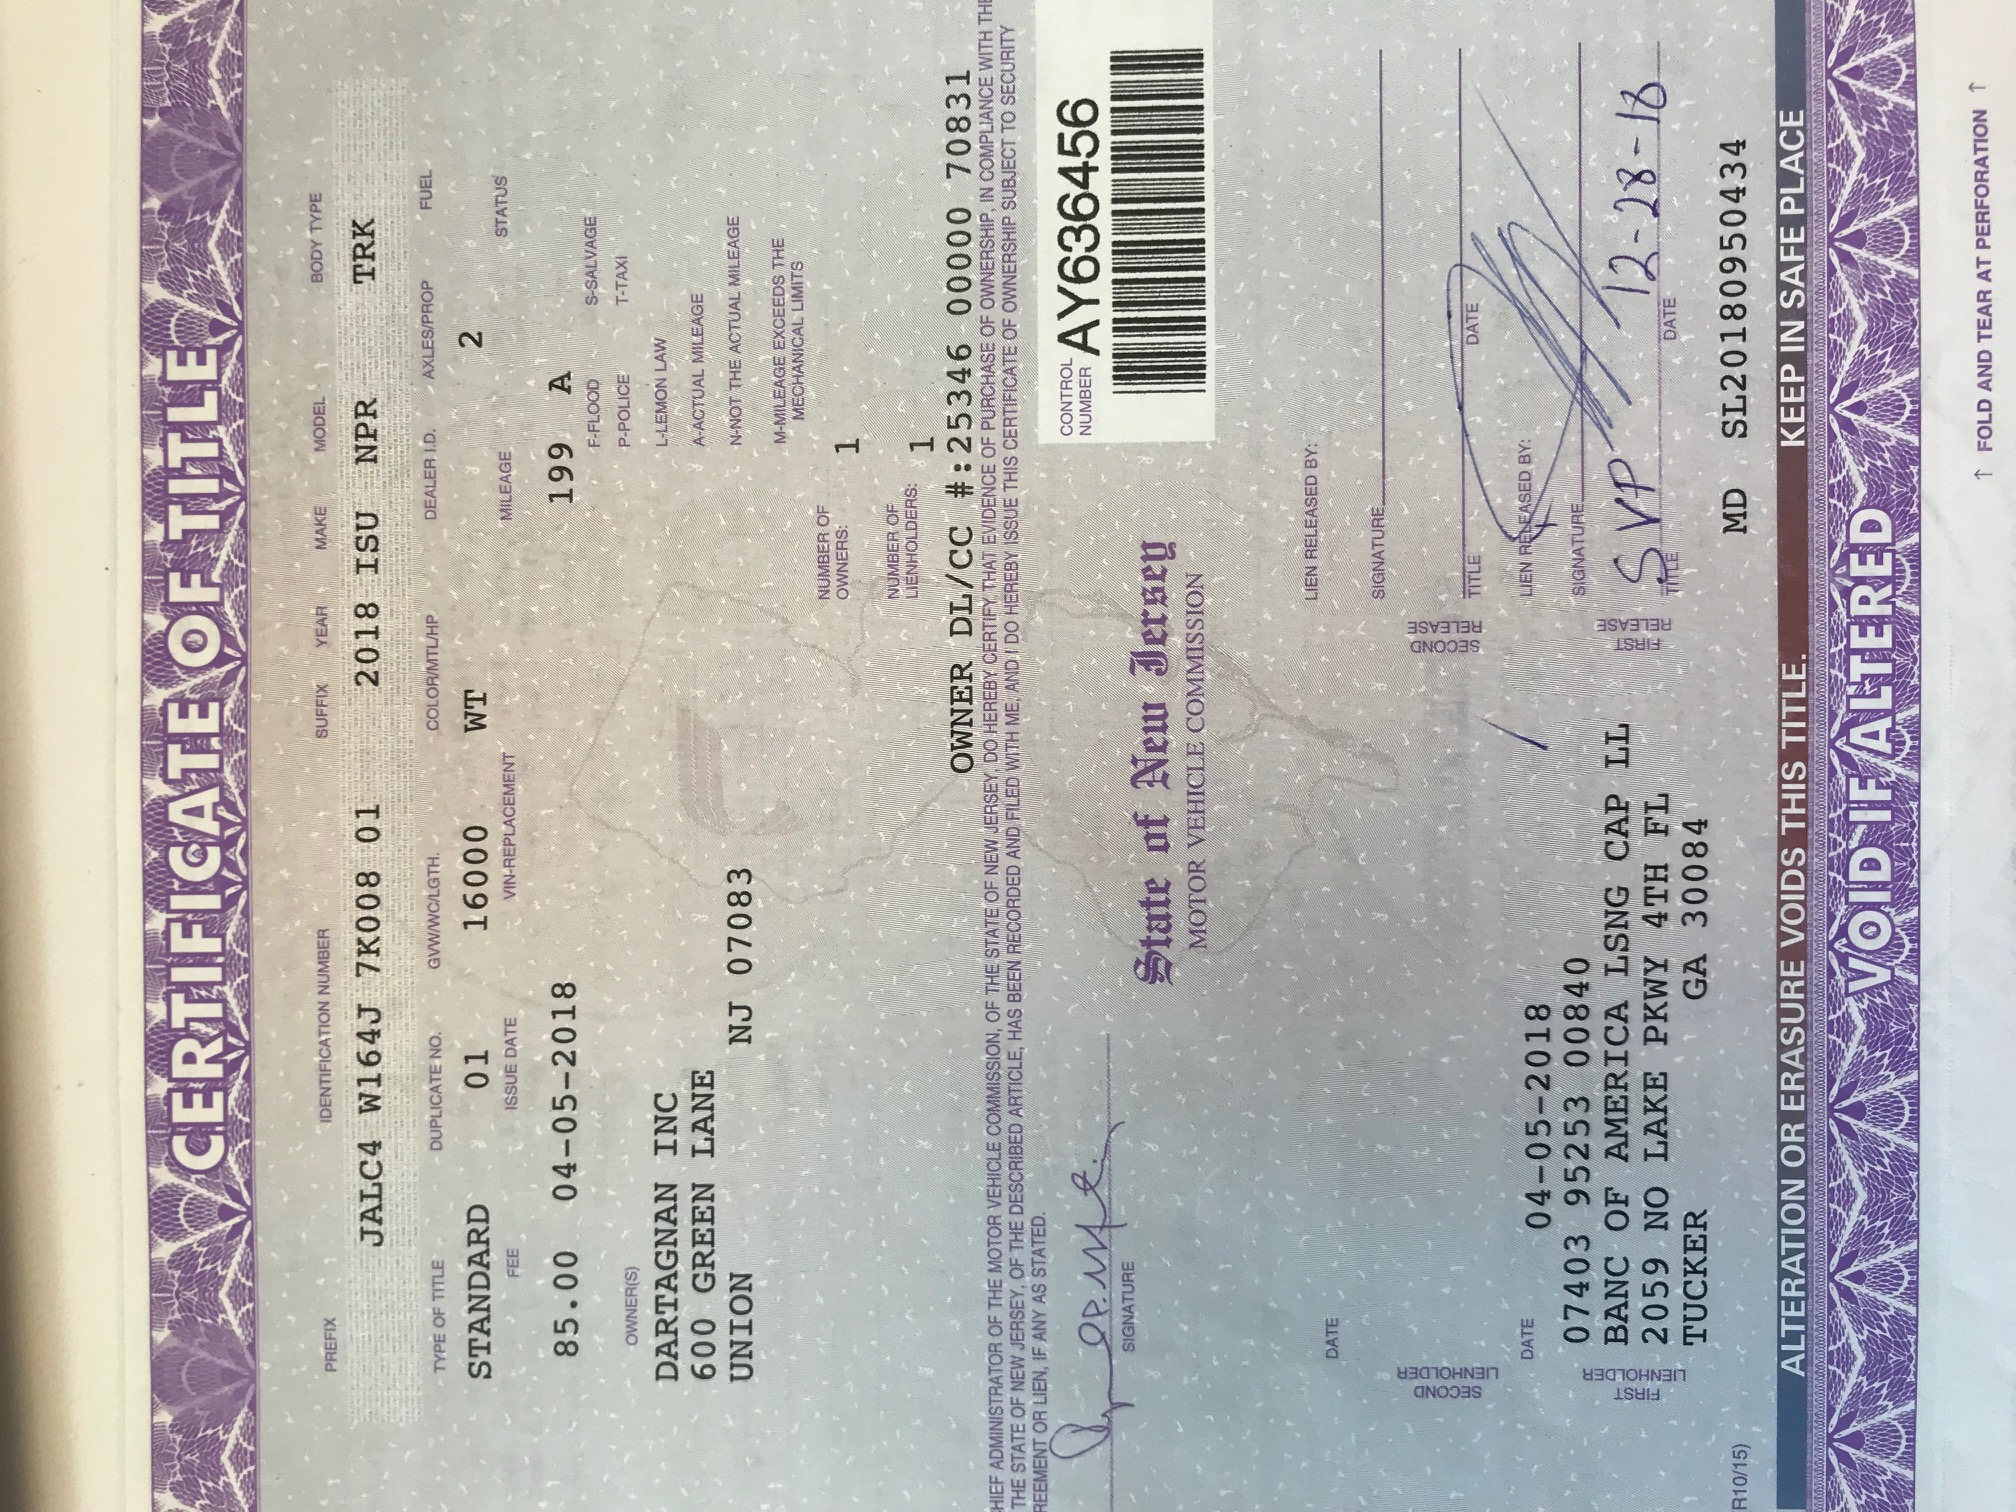 CERTIFICATE OF TITLE
PREFIX IDENTIFICATION NUMBER SUFFIX YEAR MAKE MODEL BODY TYPE
JALC4 W164J 7K008 01 2018 ISU NPR TRK
TYPE OF TITLE DUPLICATE NO. GVW/WC/LGTH. COLOR/MTL/HP DEALER I.D. AXLES/PROP FUEL
STANDARD 01 16000 WT 2
FEE ISSUE DATE VIN-REPLACEMENT MILEAGE STATUS
85.00 04-05-2018 199 A
F-FLOOD S-SALVAGE
P-POLICE T-TAXI
OWNER(S)
DARTAGNAN INC
600 GREEN LANE
UNION NJ 07083
L-LEMON LAW
A-ACTUAL MILEAGE
N-NOT THE ACTUAL MILEAGE
M-MILEAGE EXCEEDS THE
MECHANICAL LIMITS
NUMBER OF
OWNERS: 1
NUMBER OF
LIENHOLDERS: 1
OWNER DL/CC #:25346 00000 70831
HIEF ADMINISTRATOR OF THE MOTOR VEHICLE COMMISSION, OF THE STATE OF NEW JERSEY, DO HEREBY CERTIFY THAT EVIDENCE OF PURCHASE OF OWNERSHIP, IN COMPLIANCE WITH THE
THE STATE OF NEW JERSEY, OF THE DESCRIBED ARTICLE, HAS BEEN RECORDED AND FILED WITH ME, AND I DO HEREBY ISSUE THIS CERTIFICATE OF OWNERSHIP SUBJECT TO SECURITY
REEMENT OR LIEN, IF ANY AS STATED.
SIGNATURE
CONTROL
NUMBER AY636456
State of New Jersey
MOTOR VEHICLE COMMISSION
DATE
SECOND
LIENHOLDER
LIEN RELEASED BY:
SIGNATURE
SECOND
RELEASE
TITLE DATE
DATE 04-05-2018
07403 95253 00840
BANC OF AMERICA LSNG CAP LL
2059 NO LAKE PKWY 4TH FL
TUCKER GA 30084
FIRST
LIENHOLDER
LIEN RELEASED BY:
SIGNATURE
FIRST
RELEASE
SVP 12-28-18
TITLE DATE
R10/15)
MD SL20180950434
ALTERATION OR ERASURE VOIDS THIS TITLE. KEEP IN SAFE PLACE
VOID IF ALTERED
↑ FOLD AND TEAR AT PERFORATION ↑